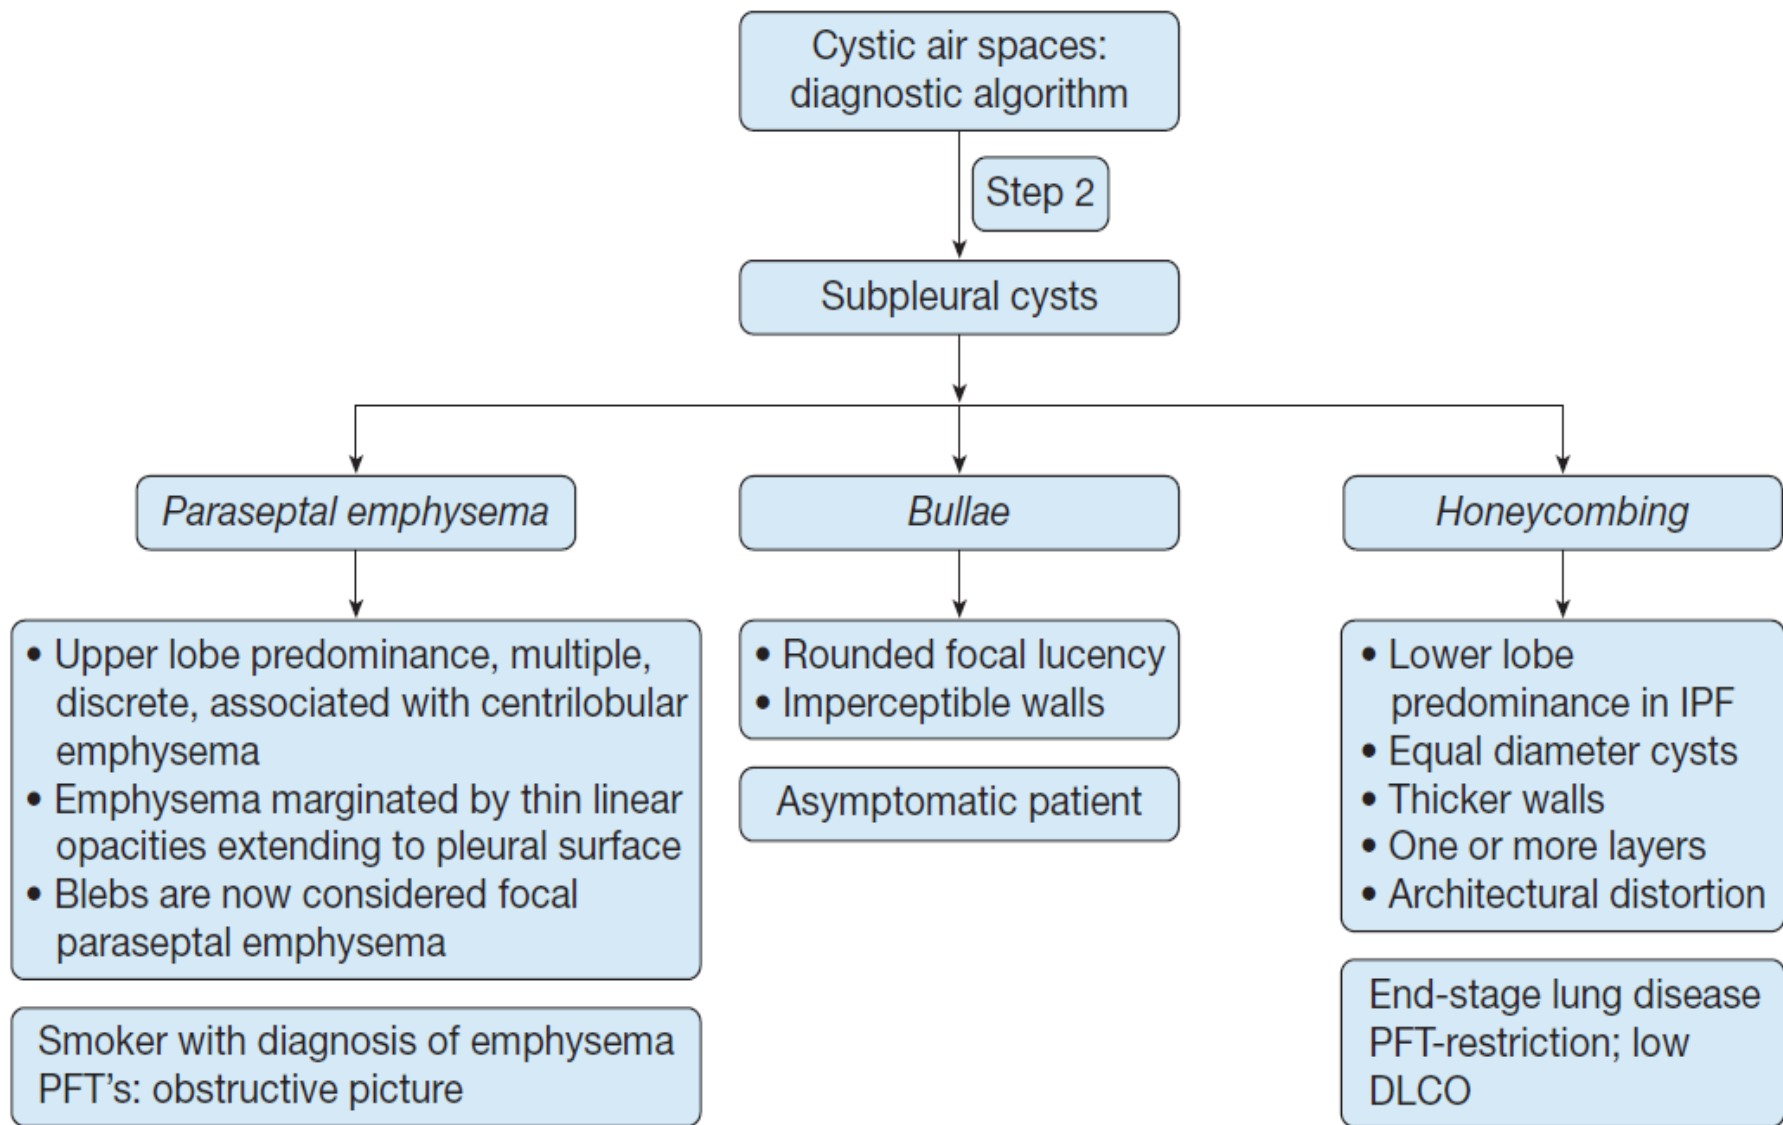 Cystic air spaces:
diagnostic algorithm
Step 2
Subpleural cysts
Paraseptal emphysema
• Upper lobe predominance, multiple,
discrete, associated with centrilobular
emphysema
• Emphysema marginated by thin linear
opacities extending to pleural surface
• Blebs are now considered focal
paraseptal emphysema
Smoker with diagnosis of emphysema
PFT’s: obstructive picture
Bullae
• Rounded focal lucency
• Imperceptible walls
Asymptomatic patient
Honeycombing
• Lower lobe
predominance in IPF
• Equal diameter cysts
• Thicker walls
• One or more layers
• Architectural distortion
End-stage lung disease
PFT-restriction; low
DLCO